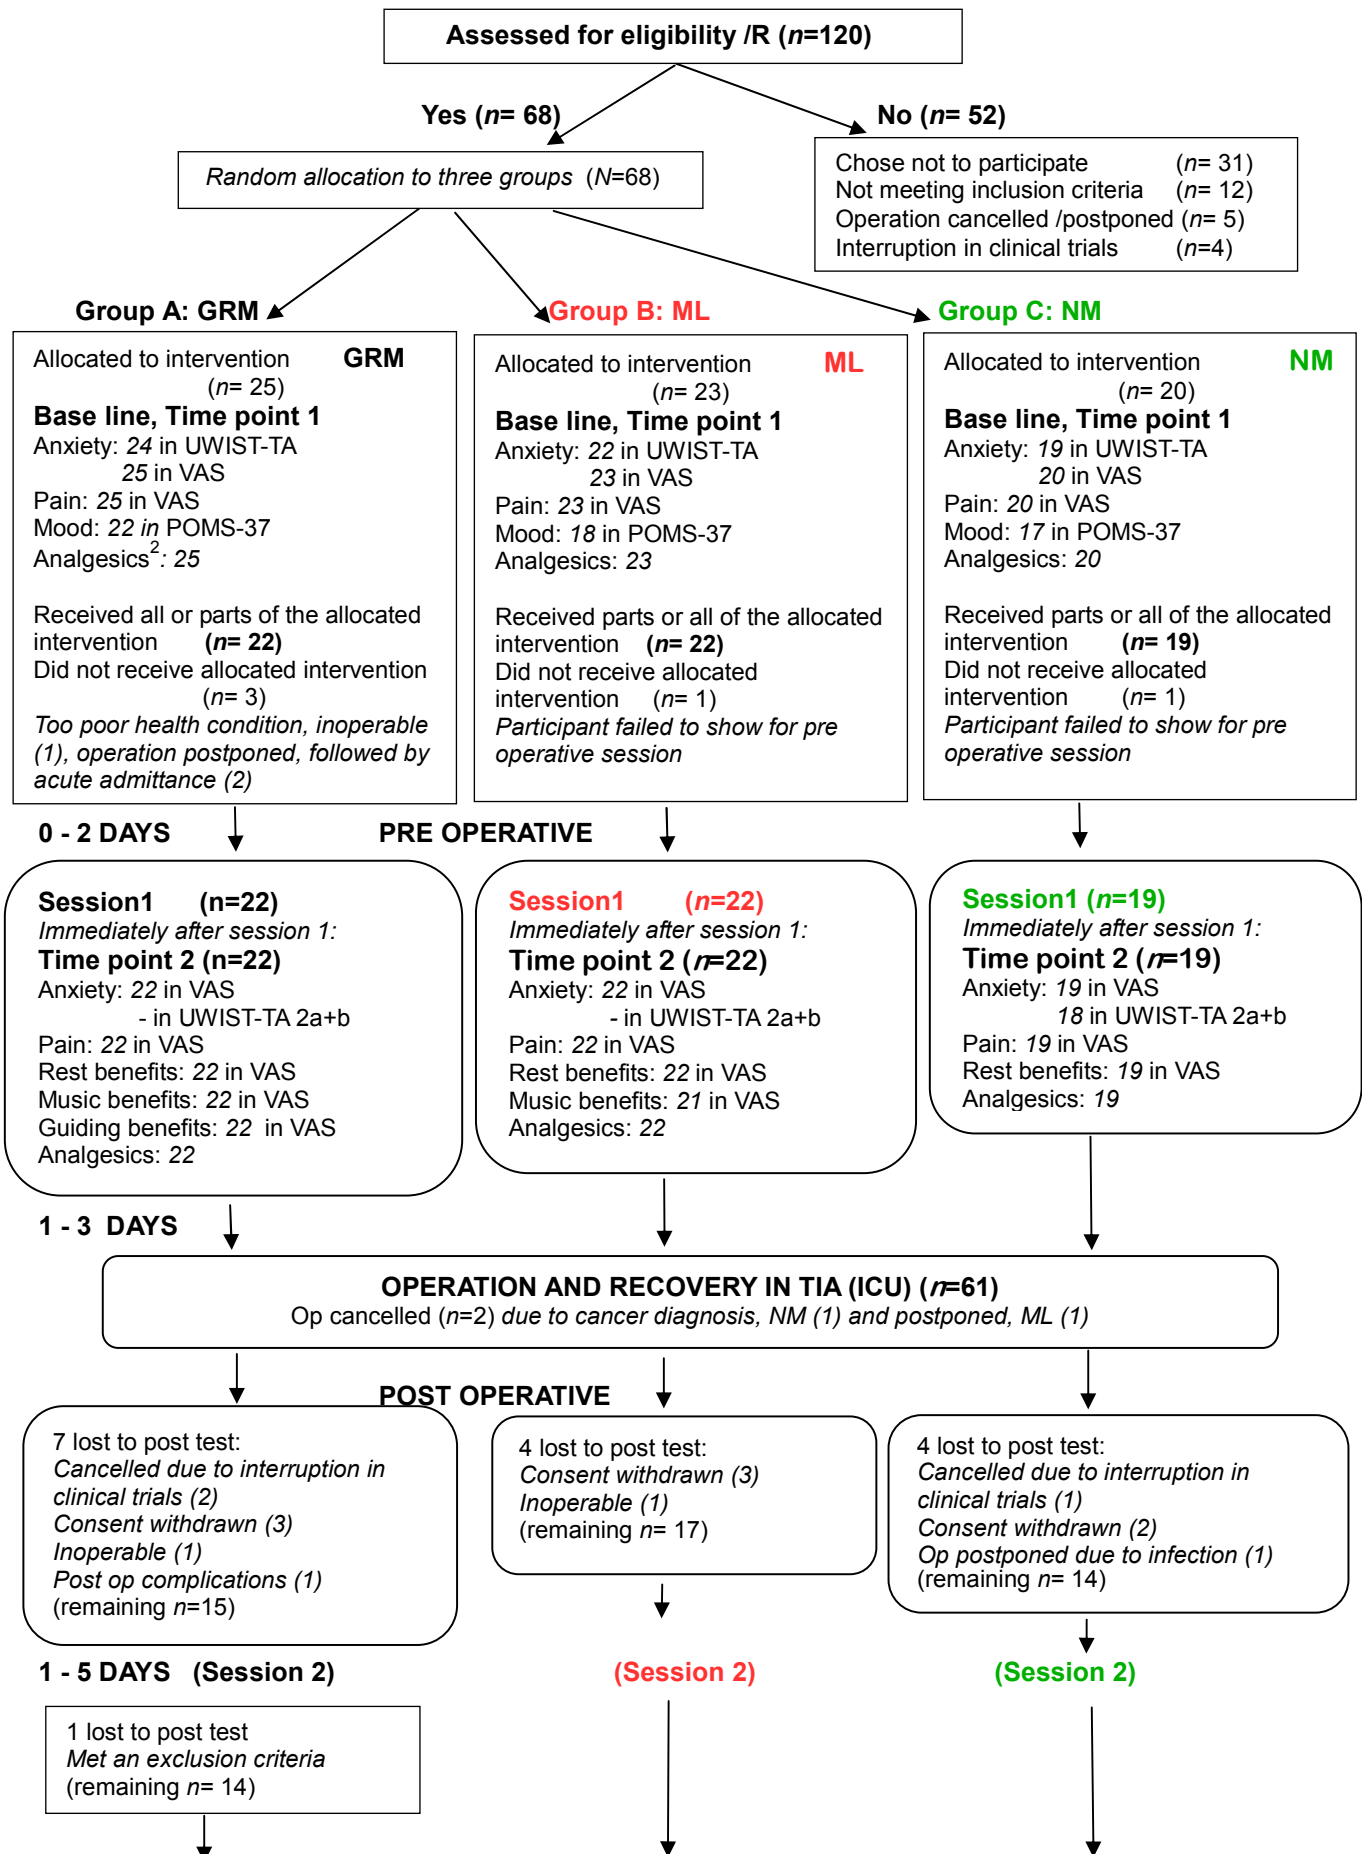 Assessed for eligibility /R (n=120)
Yes (n= 68)
No (n= 52)
Random allocation to three groups (N=68)
Chose not to participate (n= 31)
Not meeting inclusion criteria (n= 12)
Operation cancelled /postponed (n= 5)
Interruption in clinical trials (n=4)
Group A: GRM
Group B: ML
Group C: NM
Allocated to intervention GRM
(n= 25)
Base line, Time point 1
Anxiety: 24 in UWIST-TA
25 in VAS
Pain: 25 in VAS
Mood: 22 in POMS-37
Analgesics2: 25
Received all or parts of the allocated
intervention (n= 22)
Did not receive allocated intervention
(n= 3)
Too poor health condition, inoperable
(1), operation postponed, followed by
acute admittance (2)
Allocated to intervention ML
(n= 23)
Base line, Time point 1
Anxiety: 22 in UWIST-TA
23 in VAS
Pain: 23 in VAS
Mood: 18 in POMS-37
Analgesics: 23
Received parts or all of the allocated
intervention (n= 22)
Did not receive allocated
intervention (n= 1)
Participant failed to show for pre
operative session
Allocated to intervention NM
(n= 20)
Base line, Time point 1
Anxiety: 19 in UWIST-TA
20 in VAS
Pain: 20 in VAS
Mood: 17 in POMS-37
Analgesics: 20
Received parts or all of the allocated
intervention (n= 19)
Did not receive allocated
intervention (n= 1)
Participant failed to show for pre
operative session
0 - 2 DAYS
PRE OPERATIVE
Session1 (n=22)
Immediately after session 1:
Time point 2 (n=22)
Anxiety: 22 in VAS
- in UWIST-TA 2a+b
Pain: 22 in VAS
Rest benefits: 22 in VAS
Music benefits: 22 in VAS
Guiding benefits: 22 in VAS
Analgesics: 22
Session1 (n=22)
Immediately after session 1:
Time point 2 (n=22)
Anxiety: 22 in VAS
- in UWIST-TA 2a+b
Pain: 22 in VAS
Rest benefits: 22 in VAS
Music benefits: 21 in VAS
Analgesics: 22
Session1 (n=19)
Immediately after session 1:
Time point 2 (n=19)
Anxiety: 19 in VAS
18 in UWIST-TA 2a+b
Pain: 19 in VAS
Rest benefits: 19 in VAS
Analgesics: 19
1 - 3 DAYS
OPERATION AND RECOVERY IN TIA (ICU) (n=61)
Op cancelled (n=2) due to cancer diagnosis, NM (1) and postponed, ML (1)
POST OPERATIVE
7 lost to post test:
Cancelled due to interruption in
clinical trials (2)
Consent withdrawn (3)
Inoperable (1)
Post op complications (1)
(remaining n=15)
4 lost to post test:
Consent withdrawn (3)
Inoperable (1)
(remaining n= 17)
4 lost to post test:
Cancelled due to interruption in
clinical trials (1)
Consent withdrawn (2)
Op postponed due to infection (1)
(remaining n= 14)
1 - 5 DAYS (Session 2)
(Session 2)
(Session 2)
1 lost to post test
Met an exclusion criteria
(remaining n= 14)